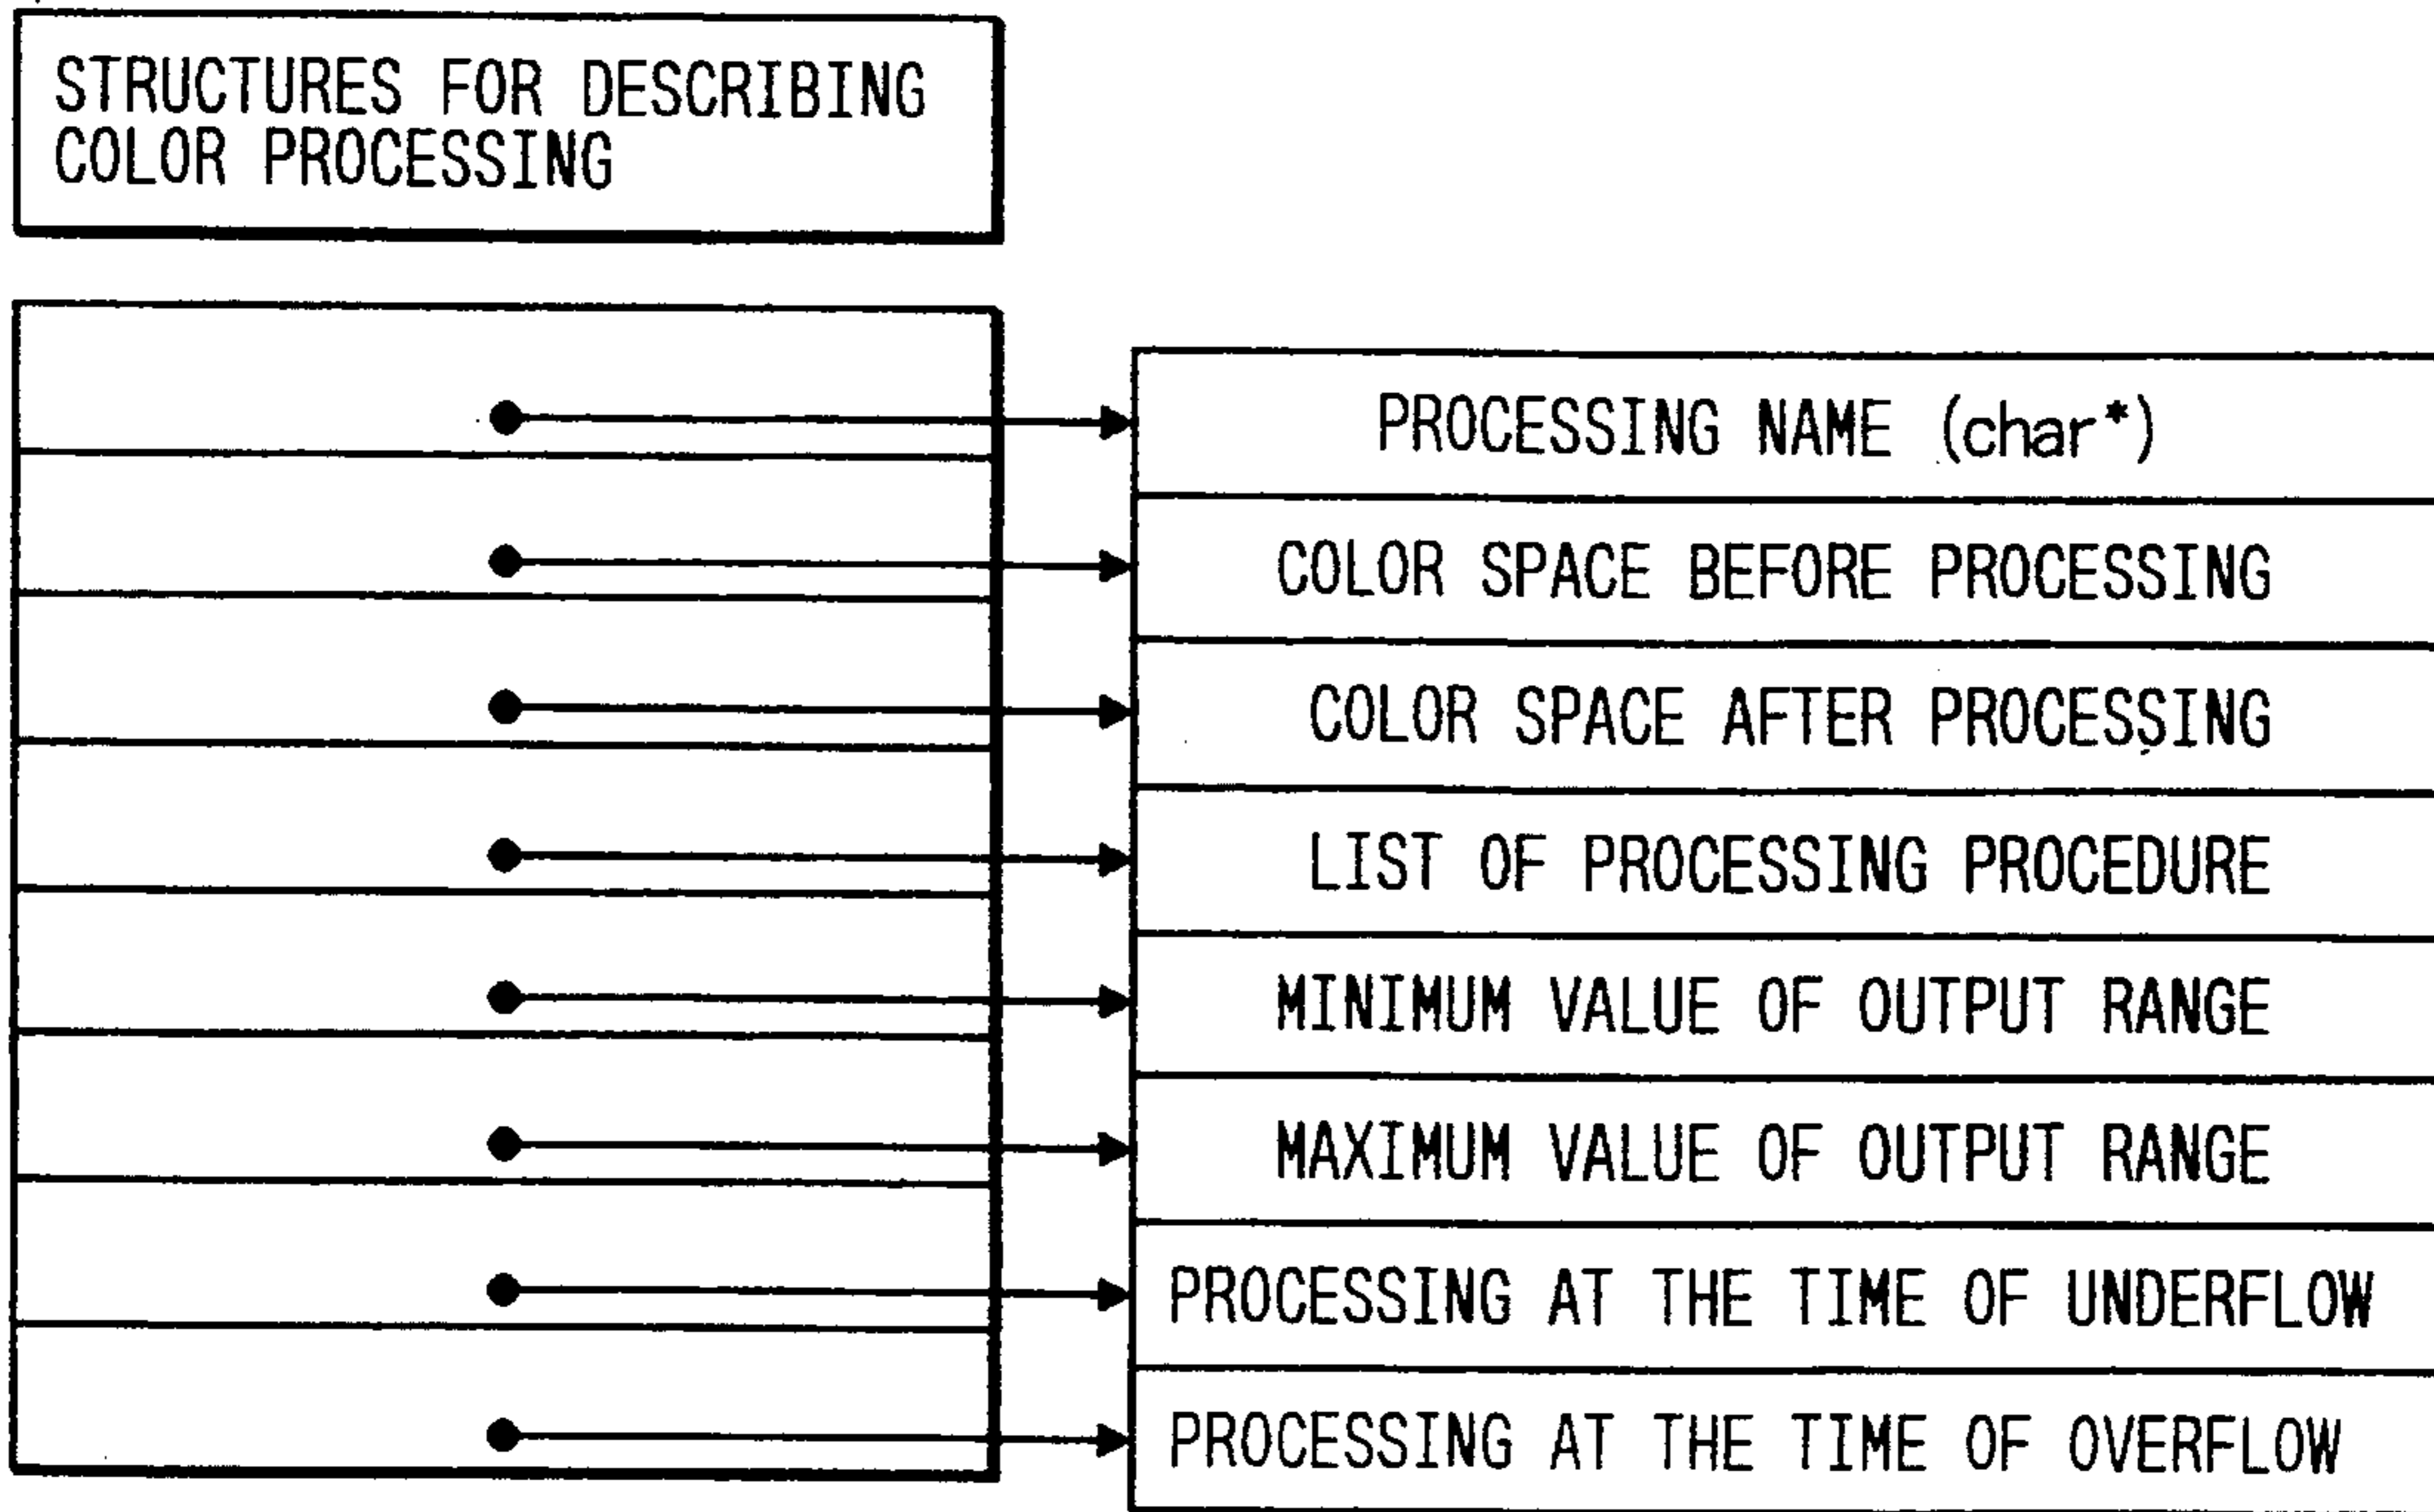 STRUCTURES FOR DESCRIBING
COLOR PROCESSING
PROCESSING NAME (char*)
COLOR SPACE BEFORE PROCESSING
COLOR SPACE AFTER PROCESSING
LIST OF PROCESSING PROCEDURE
MINIMUM VALUE OF OUTPUT RANGE
MAXIMUM VALUE OF OUTPUT RANGE
PROCESSING AT THE TIME OF UNDERFLOW
PROCESSING AT THE TIME OF OVERFLOW